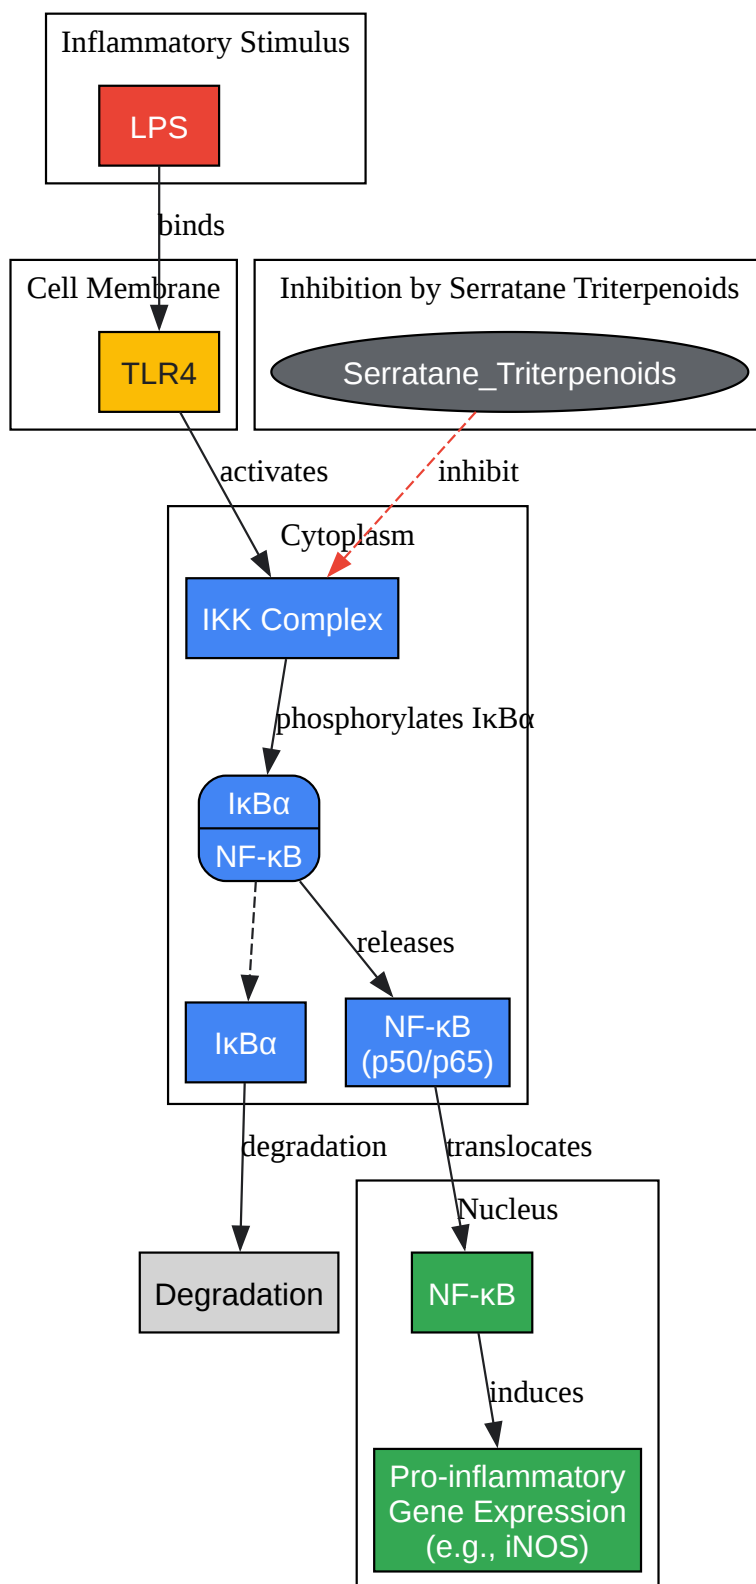 Inflammatory Stimulus
LPS
binds
Cell Membrane
TLR4
Inhibition by Serratane Triterpenoids
Serratane_Triterpenoids
activates
inhibit
Cytoplasm
IKK Complex
phosphorylates IκBα
IκBα
NF-κB
releases
IκBα
NF-κB
(p50/p65)
degradation
translocates
Nucleus
Degradation
NF-κB
induces
Pro-inflammatory
Gene Expression
(e.g., iNOS)